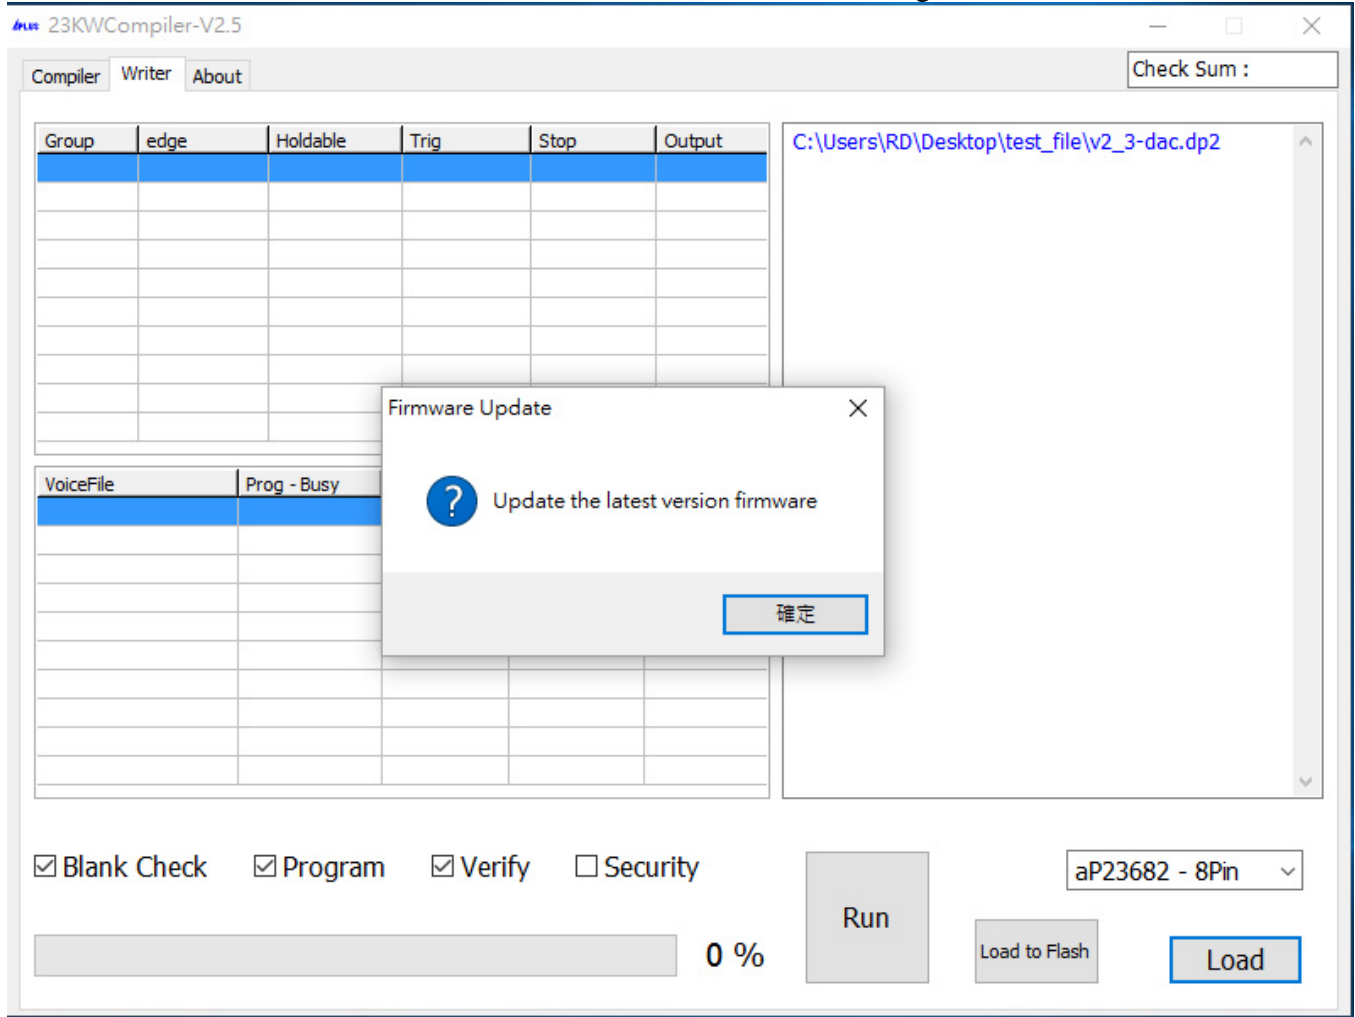 APLUS 23KWCompiler-V2.5
Compiler Writer About
Check Sum :
Group edge Holdable Trig Stop Output
C:\Users\RD\Desktop\test_file\v2_3-dac.dp2
Firmware Update
Update the latest version firmware
確定
VoiceFile Prog - Busy
Blank Check Program Verify Security
aP23682 - 8Pin
Run
Load to Flash
Load
0 %